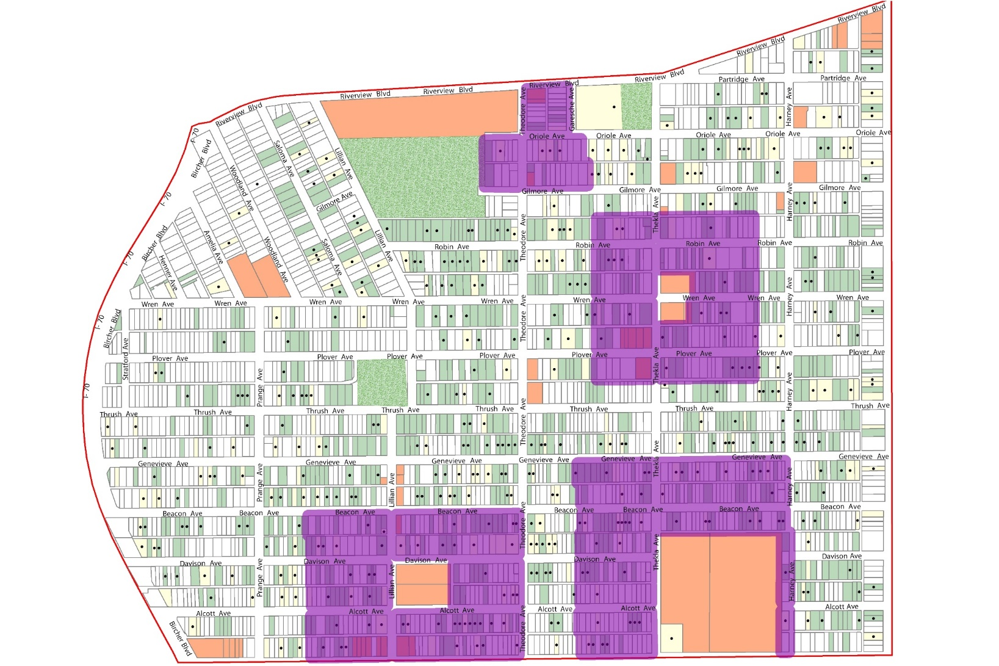 Riverview Blvd
Riverview Blvd
Riverview Blvd
Partridge Ave
Partridge Ave
Riverview Blvd
Riverview Blvd
Riverview Blvd
Riverview Blvd
Theodore Ave
Garesche Ave
Harney Ave
I-70
Bircher Blvd
Saloma Ave
Lillian Ave
Woodland Ave
Oriole Ave
Oriole Ave
Oriole Ave
Oriole Ave
Oriole Ave
I-70
Gilmore Ave
Gilmore Ave
Gilmore Ave
Gilmore Ave
Gilmore Ave
Thekla Ave
Harney Ave
Bircher Blvd
Henner Ave
Amelia Ave
Woodland Ave
Saloma Ave
Lillian Ave
Theodore Ave
I-70
Robin Ave
Robin Ave
Robin Ave
Robin Ave
Robin Ave
Harney Ave
Wren Ave
Wren Ave
Wren Ave
Wren Ave
Wren Ave
Wren Ave
Wren Ave
Wren Ave
Wren Ave
I-70
Bircher Blvd
Stratford Ave
Theodore Ave
Plover Ave
Plover Ave
Plover Ave
Plover Ave
Plover Ave
Plover Ave
Plover Ave
Plover Ave
I-70
Prange Ave
Thekla Ave
Harney Ave
Thrush Ave
Thrush Ave
Thrush Ave
Thrush Ave
Thrush Ave
Thrush Ave
Thrush Ave
Thrush Ave
Theodore Ave
Thekla Ave
Genevieve Ave
Genevieve Ave
Genevieve Ave
Genevieve Ave
Genevieve Ave
Genevieve Ave
Genevieve Ave
Prange Ave
Lillian Ave
Harney Ave
Beacon Ave
Beacon Ave
Beacon Ave
Beacon Ave
Beacon Ave
Beacon Ave
Beacon Ave
Beacon Ave
Theodore Ave
Thekla Ave
Davison Ave
Davison Ave
Davison Ave
Davison Ave
Davison Ave
Prange Ave
Lillian Ave
Harney Ave
Alcott Ave
Alcott Ave
Alcott Ave
Alcott Ave
Alcott Ave
Alcott Ave
Bircher Blvd
Theodore Ave